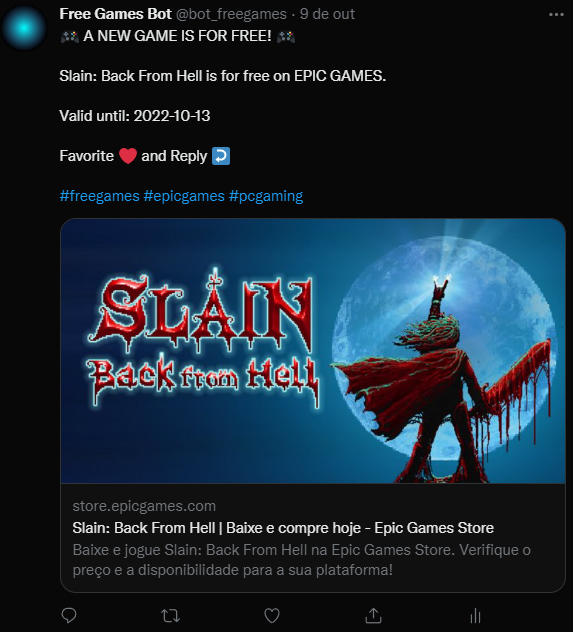 Free Games Bot @bot_freegames · 9 de out
🎮 A NEW GAME IS FOR FREE! 🎮
Slain: Back From Hell is for free on EPIC GAMES.
Valid until: 2022-10-13
Favorite ❤️ and Reply ↩️
#freegames #epicgames #pcgaming
SLAIN
Back from Hell
store.epicgames.com
Slain: Back From Hell | Baixe e compre hoje - Epic Games Store
Baixe e jogue Slain: Back From Hell na Epic Games Store. Verifique o
preço e a disponibilidade para a sua plataforma!